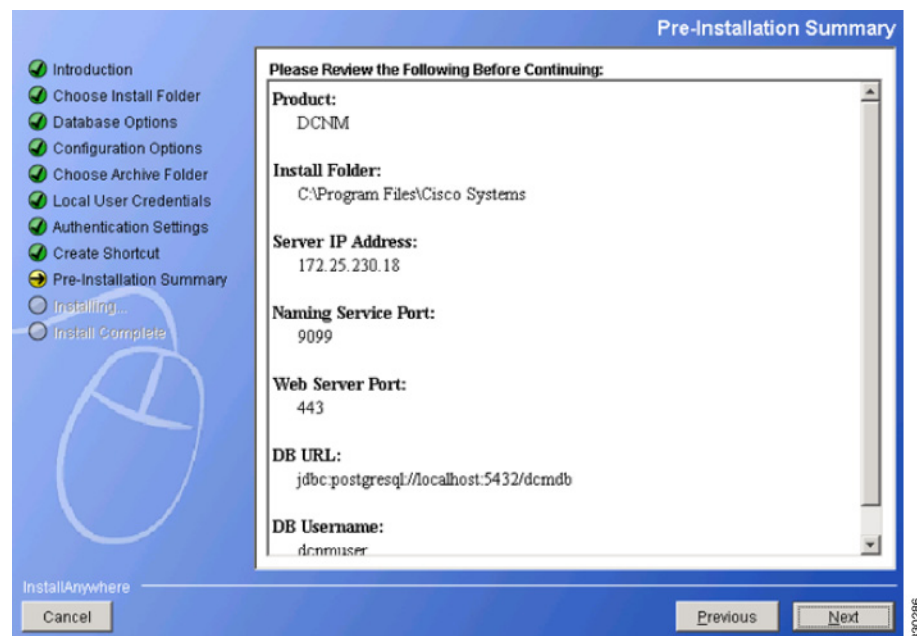 Pre-Installation Summary
Introduction
Choose Install Folder
Database Options
Configuration Options
Choose Archive Folder
Local User Credentials
Authentication Settings
Create Shortcut
Pre-Installation Summary
Installing...
Install Complete
Please Review the Following Before Continuing:
Product:
DCNM
Install Folder:
C:\Program Files\Cisco Systems
Server IP Address:
172.25.230.18
Naming Service Port:
9099
Web Server Port:
443
DB URL:
jdbc:postgresql://localhost:5432/dcmdb
DB Username:
dcnmuser
InstallAnywhere
Cancel
Previous
Next